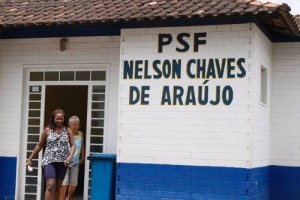 PSF
NELSON CHAVES
DE ARAÚJO